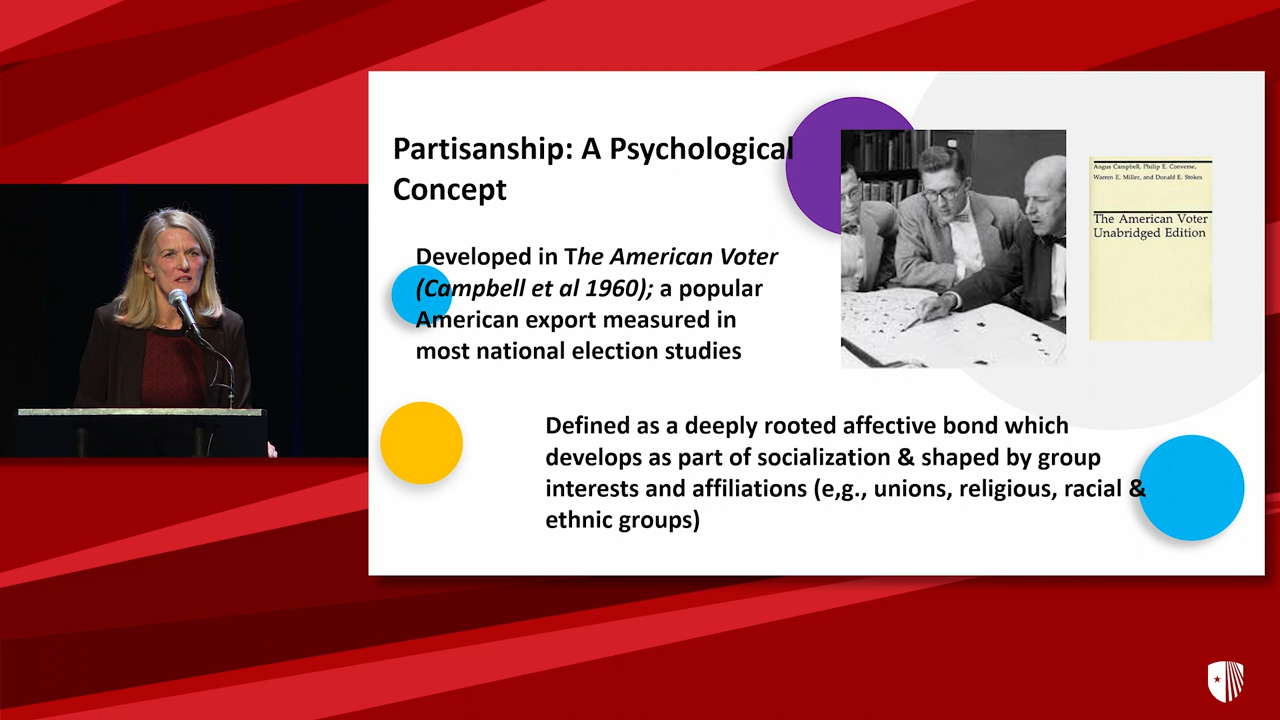 Partisanship: A Psychological
Concept
Developed in The American Voter
(Campbell et al 1960); a popular
American export measured in
most national election studies
Angus Campbell, Philip E. Converse,
Warren E. Miller, and Donald E. Stokes
The American Voter
Unabridged Edition
Defined as a deeply rooted affective bond which
develops as part of socialization & shaped by group
interests and affiliations (e,g., unions, religious, racial &
ethnic groups)